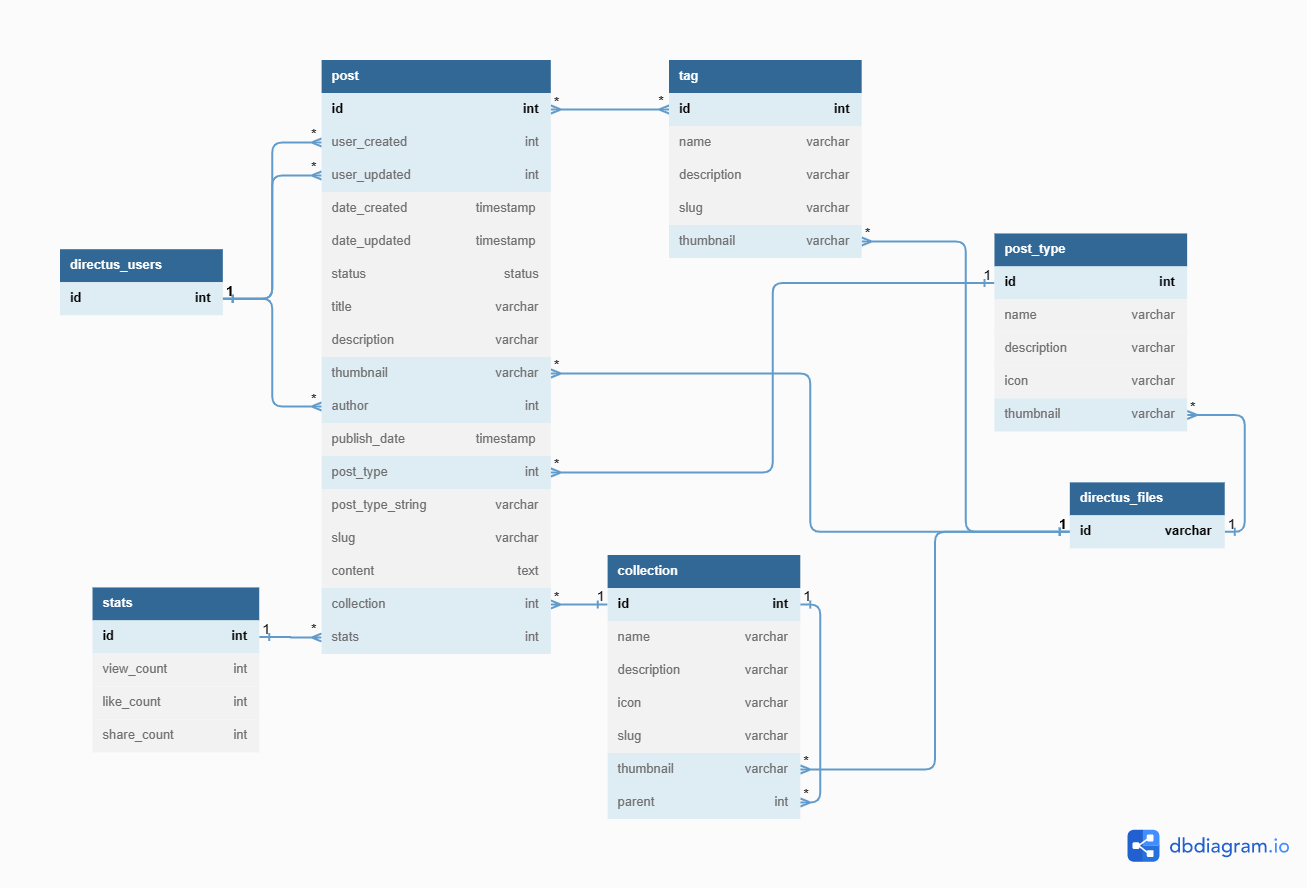 post
id int
user_created int
user_updated int
date_created timestamp
date_updated timestamp
status status
title varchar
description varchar
thumbnail varchar
author int
publish_date timestamp
post_type int
post_type_string varchar
slug varchar
content text
collection int
stats int
tag
id int
name varchar
description varchar
slug varchar
thumbnail varchar
post_type
id int
name varchar
description varchar
icon varchar
thumbnail varchar
directus_users
id int
directus_files
id varchar
stats
id int
view_count int
like_count int
share_count int
collection
id int
name varchar
description varchar
icon varchar
slug varchar
thumbnail varchar
parent int
* * * * * * * * * * * * * *
1 1 1 1 1 1 1
dbdiagram.io